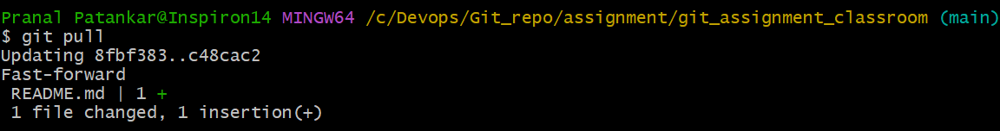 Pranal Patankar@Inspiron14 MINGW64 /c/Devops/Git_repo/assignment/git_assignment_classroom (main)
$ git pull
Updating 8fbf383..c48cac2
Fast-forward
 README.md | 1 +
 1 file changed, 1 insertion(+)